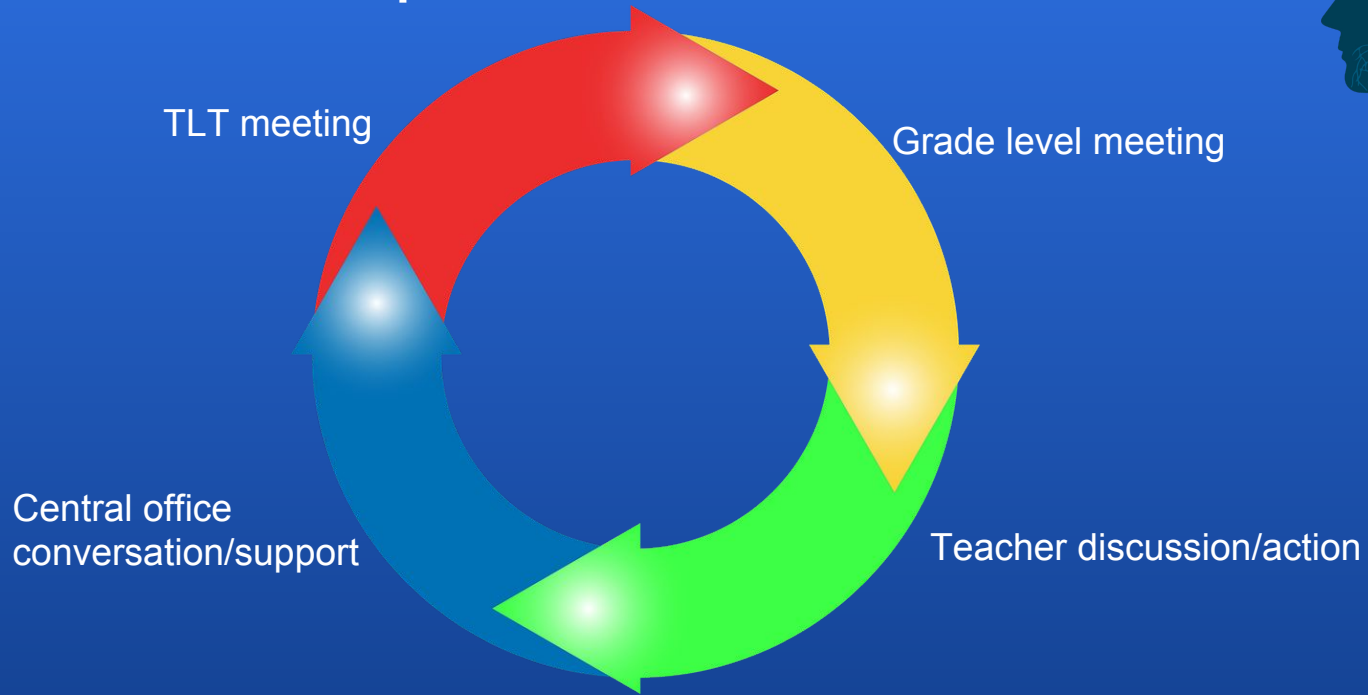 TLT meeting
Grade level meeting
Central office
conversation/support
Teacher discussion/action